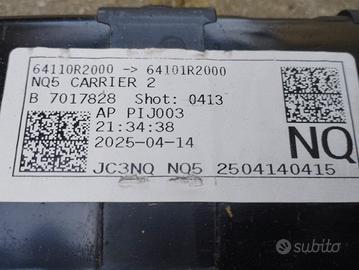 64110R2000 -> 64101R2000
NQ5 CARRIER 2
B 7017828 Shot: 0413
AP PIJ003
21:34:38
2025-04-14
NQ
JC3NQ NQ5 2504140415
subito